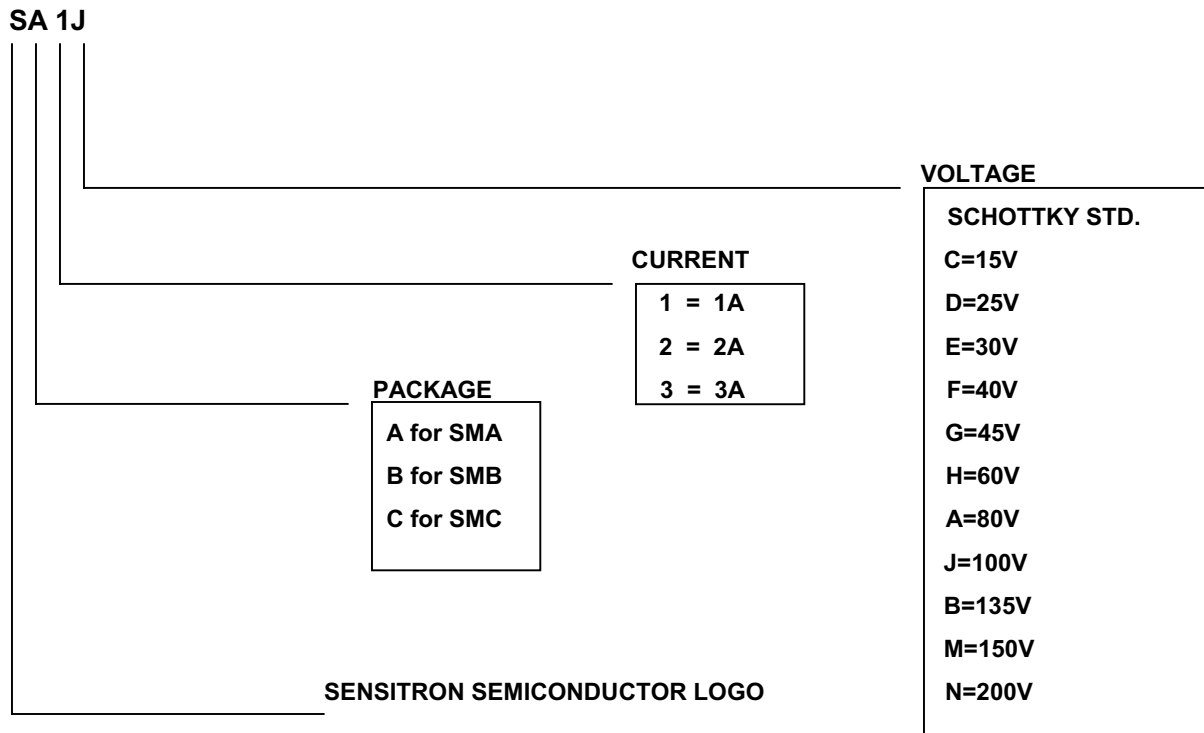 SA 1J
VOLTAGE
SCHOTTKY STD.
C=15V
D=25V
E=30V
F=40V
G=45V
H=60V
A=80V
J=100V
B=135V
M=150V
N=200V
CURRENT
1 = 1A
2 = 2A
3 = 3A
PACKAGE
A for SMA
B for SMB
C for SMC
SENSITRON SEMICONDUCTOR LOGO